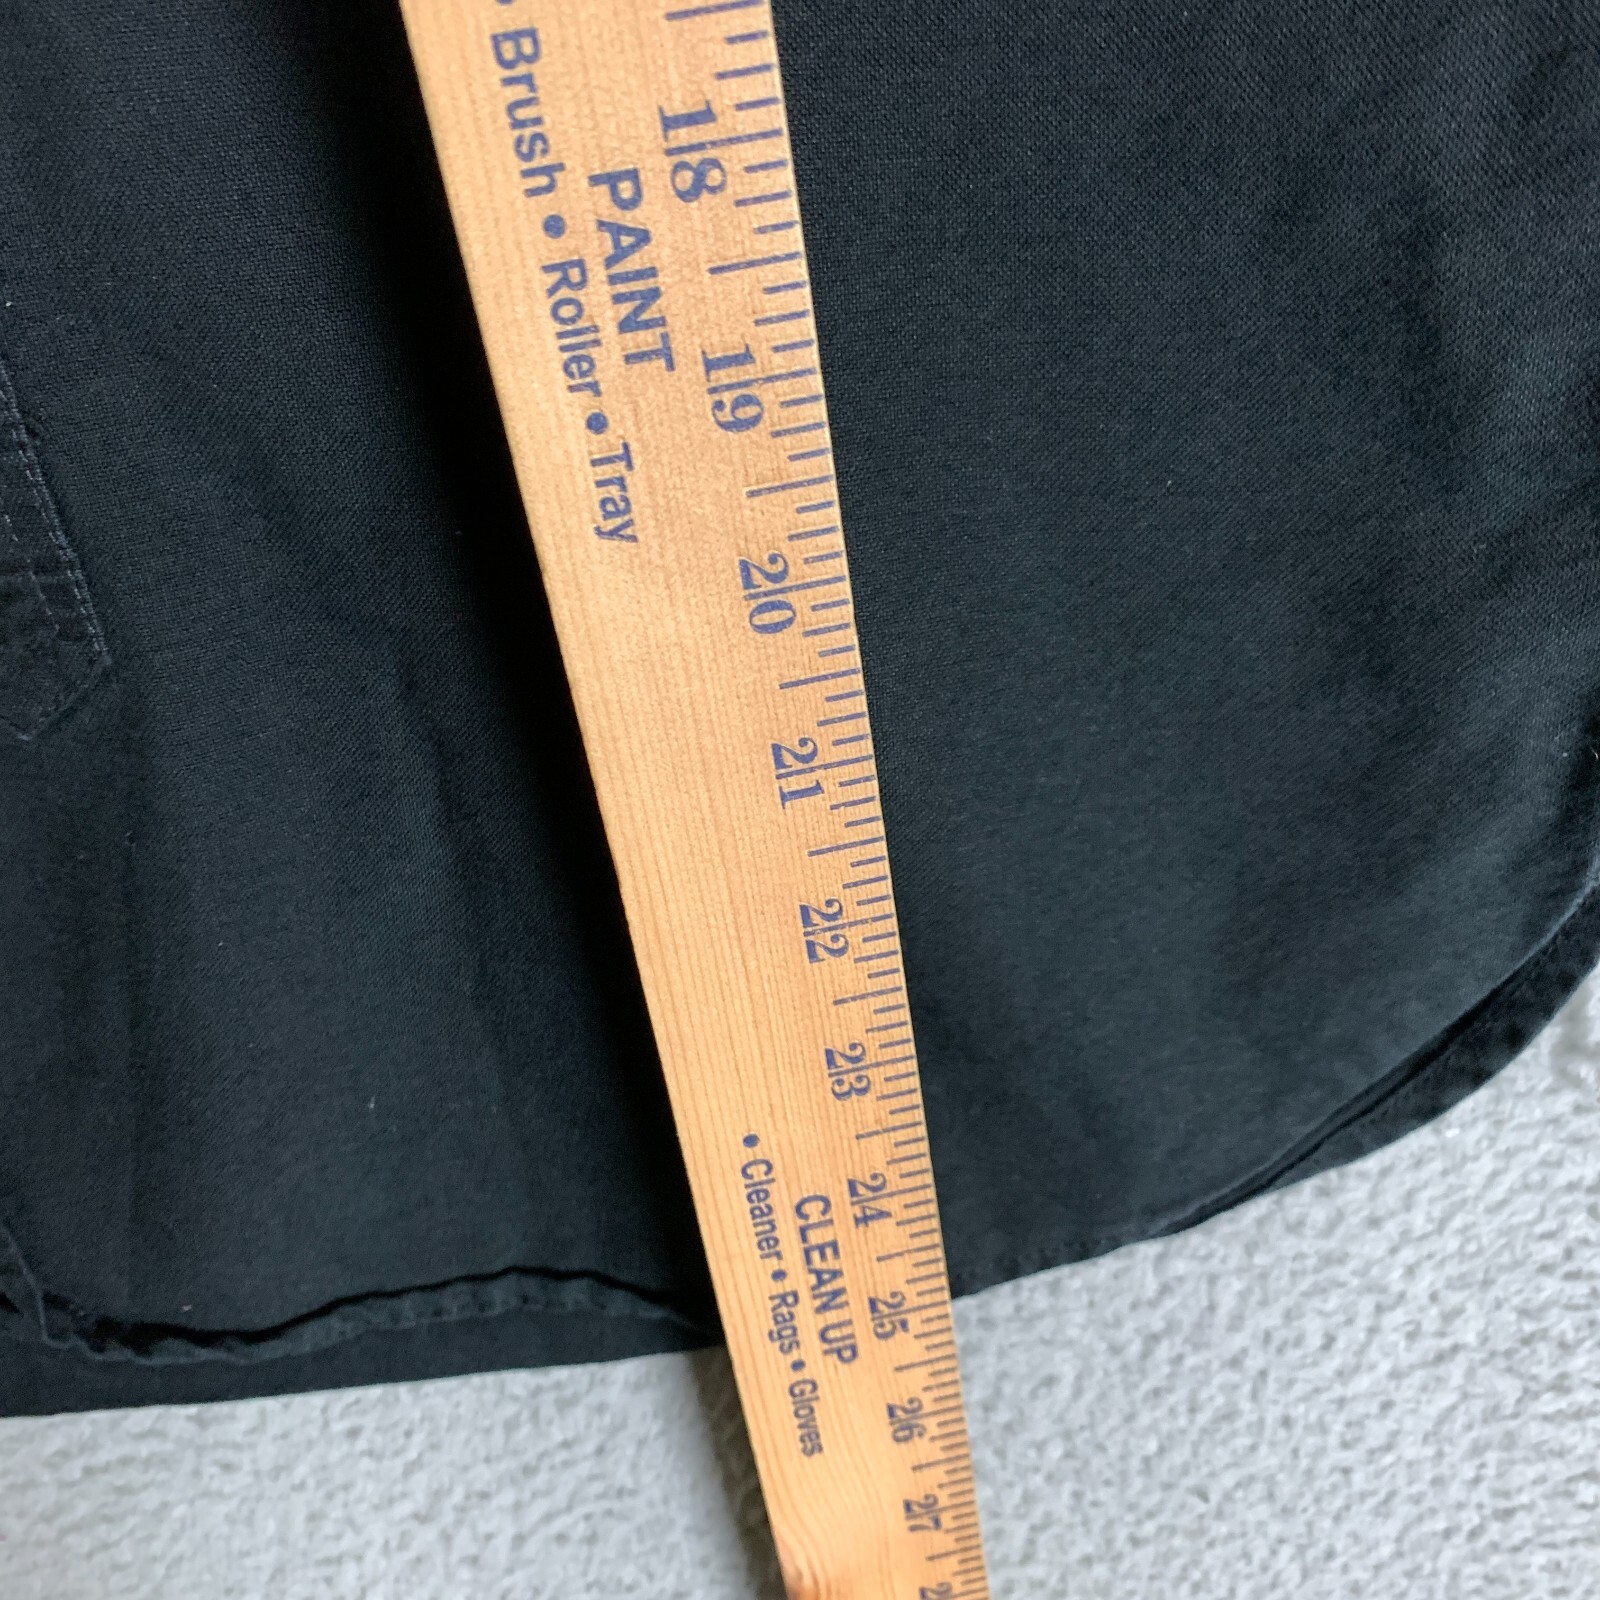 • Brush • Roller • Tray
PAINT
18
19
20
21
22
23
24
25
26
27
CLEAN UP
• Cleaner • Rags • Gloves